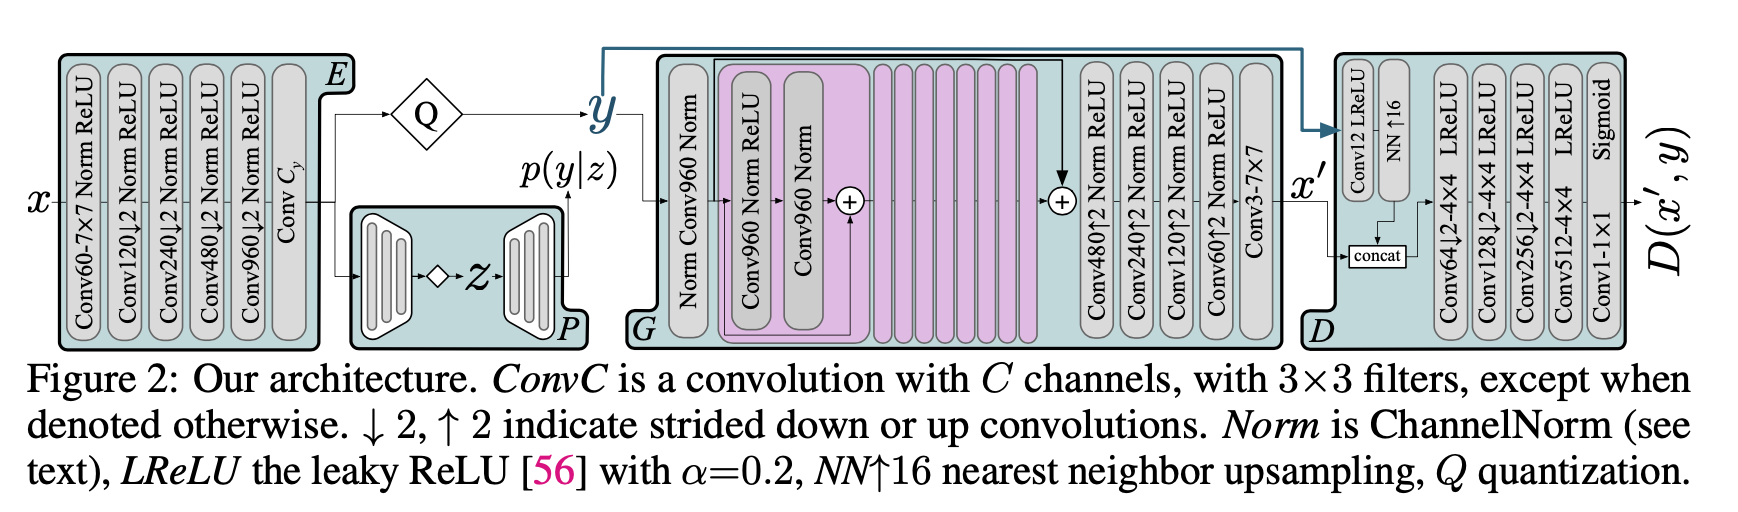 x
Conv60-7×7 Norm ReLU
Conv120↓2 Norm ReLU
Conv240↓2 Norm ReLU
Conv480↓2 Norm ReLU
Conv960↓2 Norm ReLU
Conv C_y
E
Q
y
p(y|z)
z
P
G
Norm Conv960 Norm
Conv960 Norm ReLU
Conv960 Norm
+
+
Conv480↑2 Norm ReLU
Conv240↑2 Norm ReLU
Conv120↑2 Norm ReLU
Conv60↑2 Norm ReLU
Conv3-7×7
x′
D
Conv12 LReLU
NN ↑16
concat
Conv64↓2-4×4 LReLU
Conv128↓2-4×4 LReLU
Conv256↓2-4×4 LReLU
Conv512-4×4 LReLU
Conv1-1×1 Sigmoid
D(x′, y)
Figure 2: Our architecture. ConvC is a convolution with C channels, with 3×3 filters, except when
denoted otherwise. ↓ 2, ↑ 2 indicate strided down or up convolutions. Norm is ChannelNorm (see
text), LReLU the leaky ReLU [56] with α=0.2, NN↑16 nearest neighbor upsampling, Q quantization.